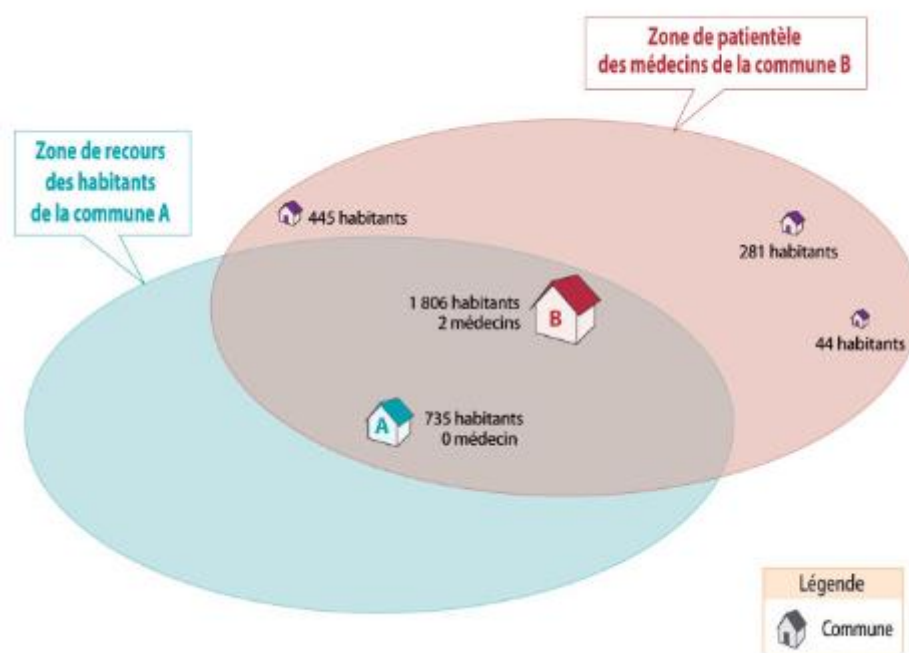 Zone de patientèle
des médecins de la commune B
Zone de recours
des habitants
de la commune A
445 habitants
281 habitants
1 806 habitants
2 médecins
B
44 habitants
A
735 habitants
0 médecin
Légende
Commune